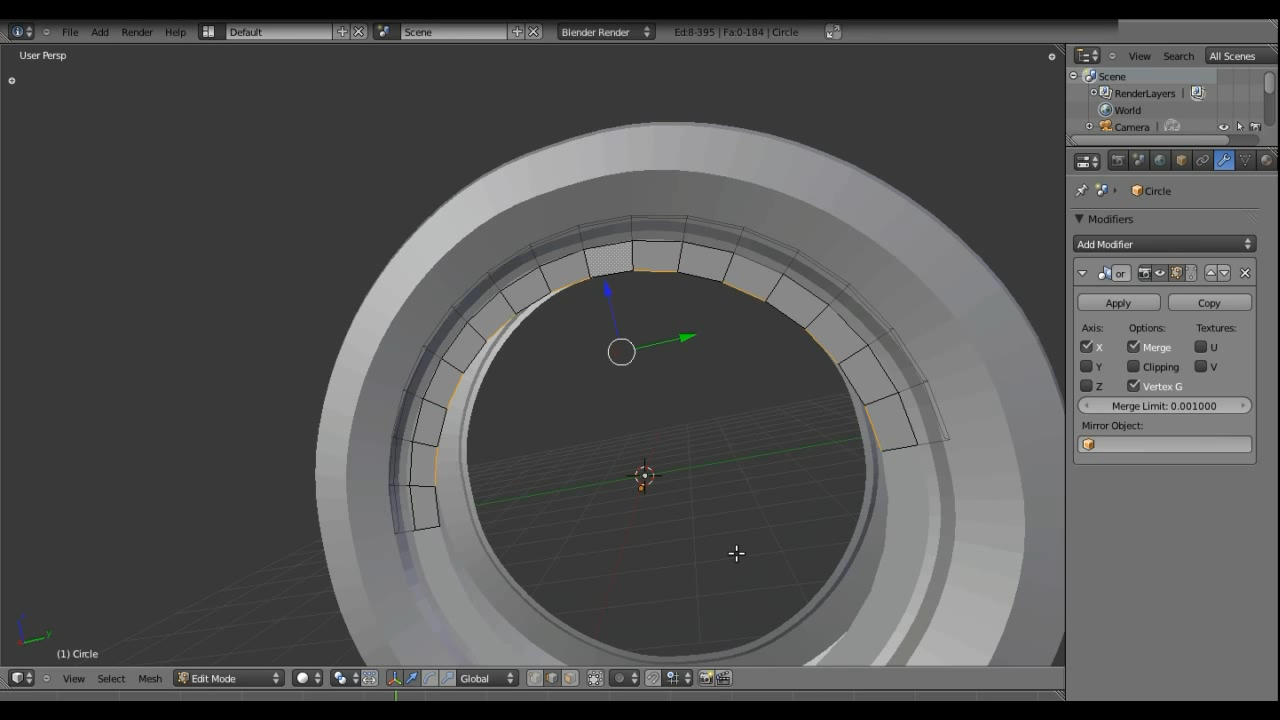 File Add Render Help Default Scene Blender Render Ed:8-395 | Fa:0-184 | Circle
User Persp
View Search All Scenes
Scene
RenderLayers
World
Camera
Circle
Modifiers
Add Modifier
or
Apply Copy
Axis: Options: Textures:
X Merge U
Y Clipping V
Z Vertex G
Merge Limit: 0.001000
Mirror Object:
z
y
(1) Circle
View Select Mesh Edit Mode Global